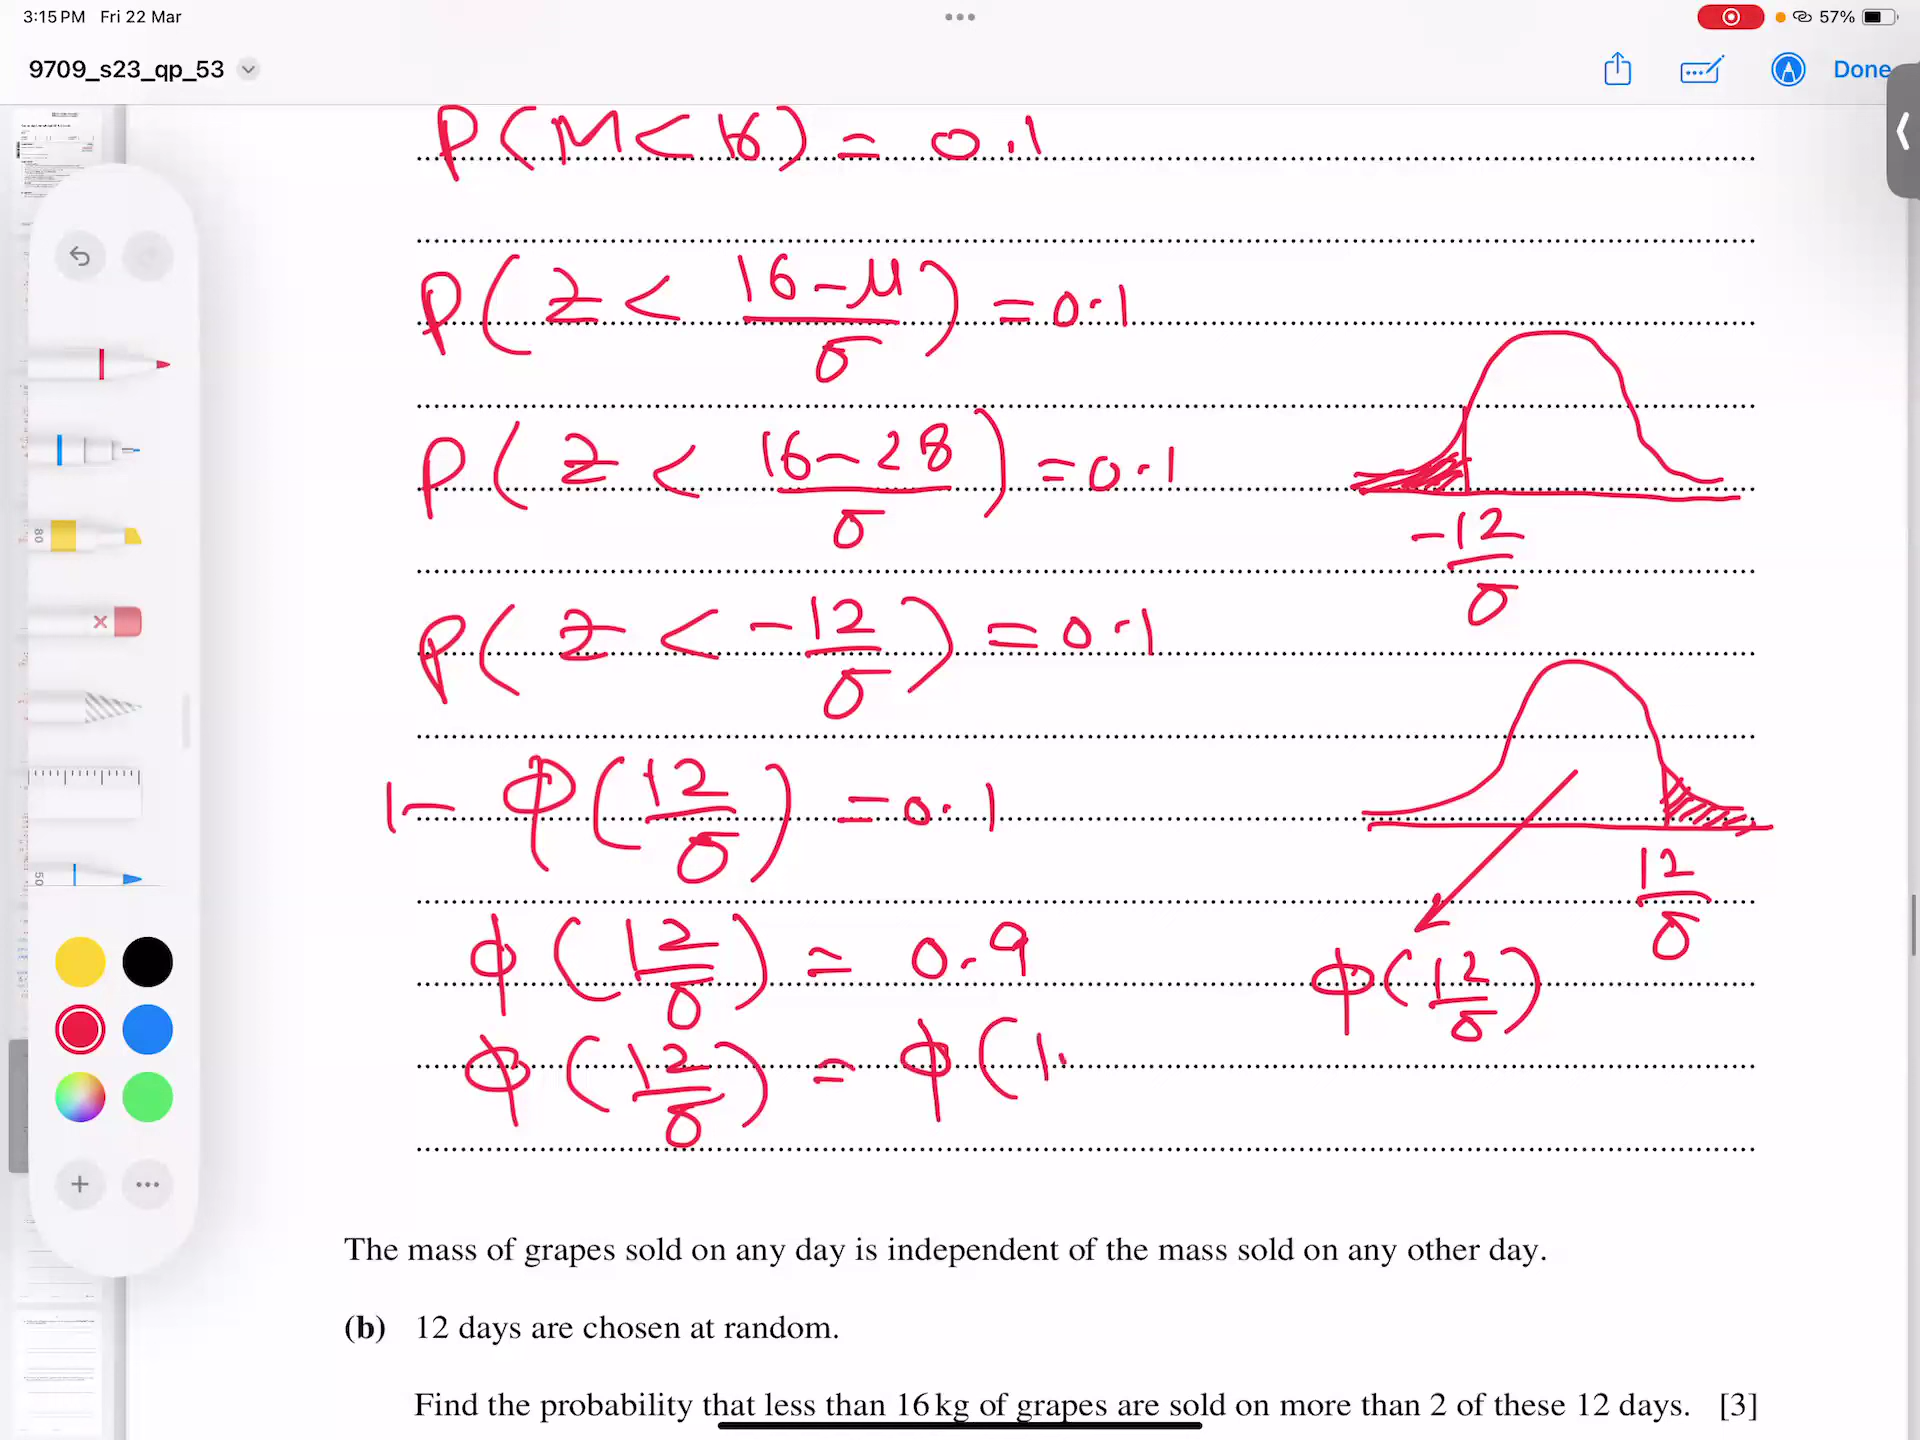 3:15 PM Fri 22 Mar
57%
9709_s23_qp_53
Done
P(M < 16) = 0.1
P(Z < (16 - μ)/σ) = 0.1
P(Z < (16 - 28)/σ) = 0.1
-12/σ
P(Z < -12/σ) = 0.1
1 - ϕ(12/σ) = 0.1
12/σ
ϕ(12/σ) = 0.9
ϕ(12/σ)
ϕ(12/σ) = ϕ(1.
80
50
The mass of grapes sold on any day is independent of the mass sold on any other day.
(b) 12 days are chosen at random.
Find the probability that less than 16 kg of grapes are sold on more than 2 of these 12 days. [3]